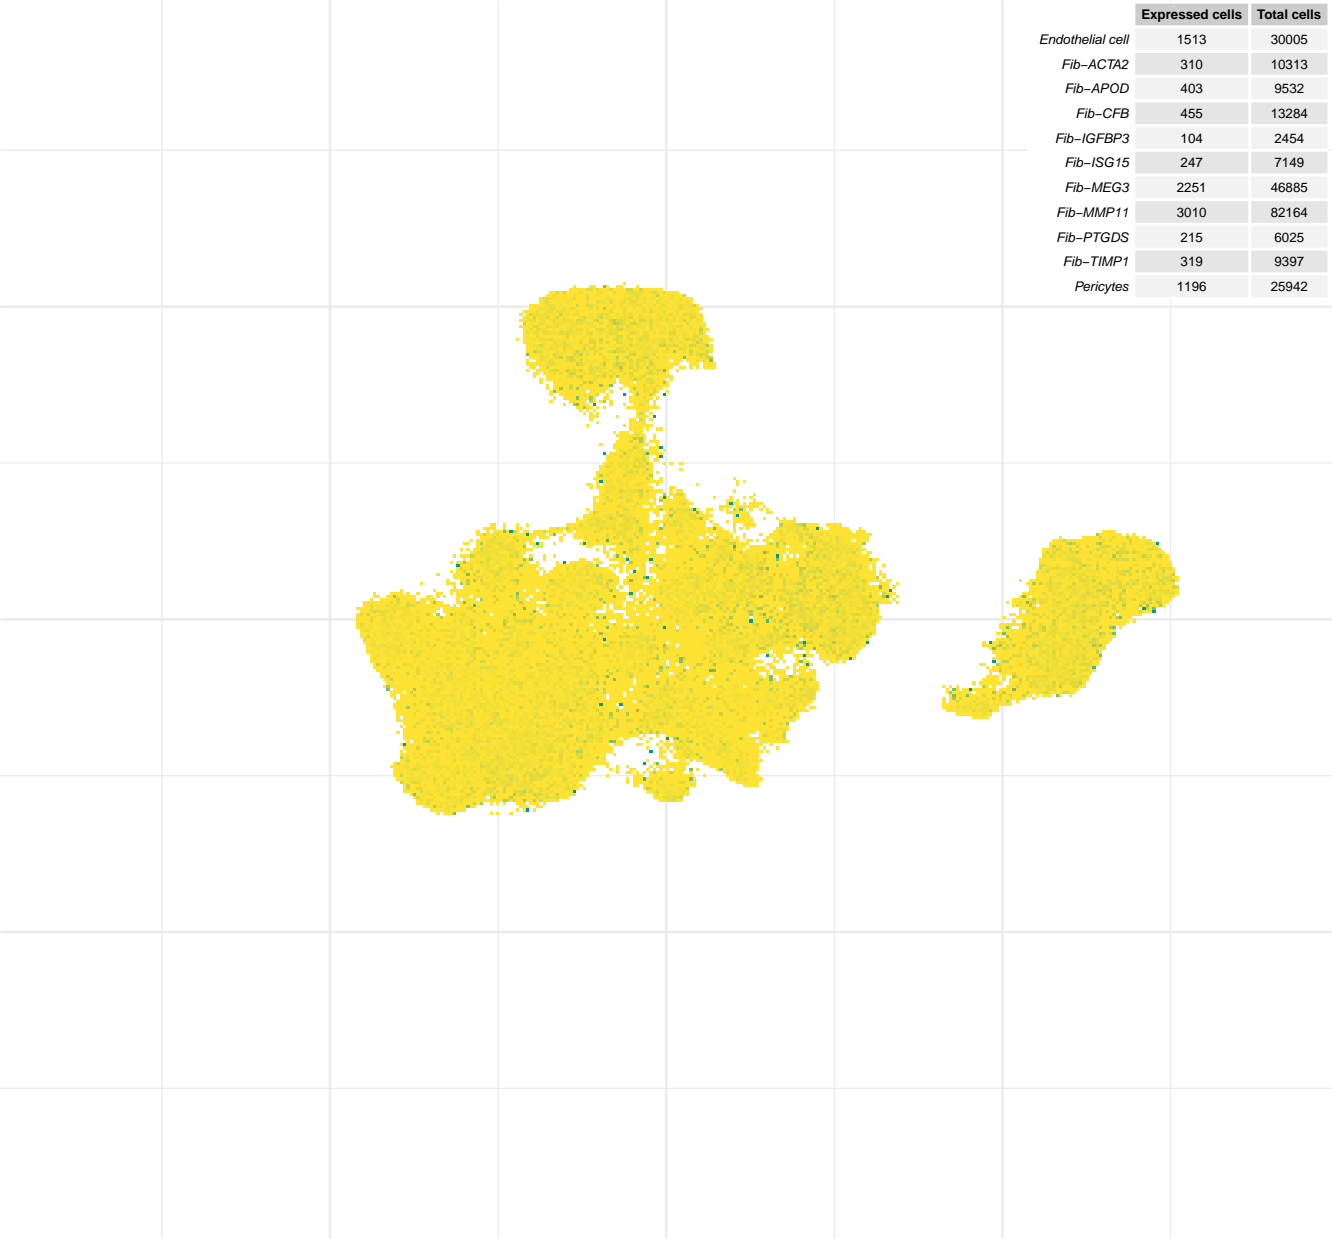 Expressed cells Total cells
Endothelial cell 1513 30005
Fib−ACTA2 310 10313
Fib−APOD 403 9532
Fib−CFB 455 13284
Fib−IGFBP3 104 2454
Fib−ISG15 247 7149
Fib−MEG3 2251 46885
Fib−MMP11 3010 82164
Fib−PTGDS 215 6025
Fib−TIMP1 319 9397
Pericytes 1196 25942